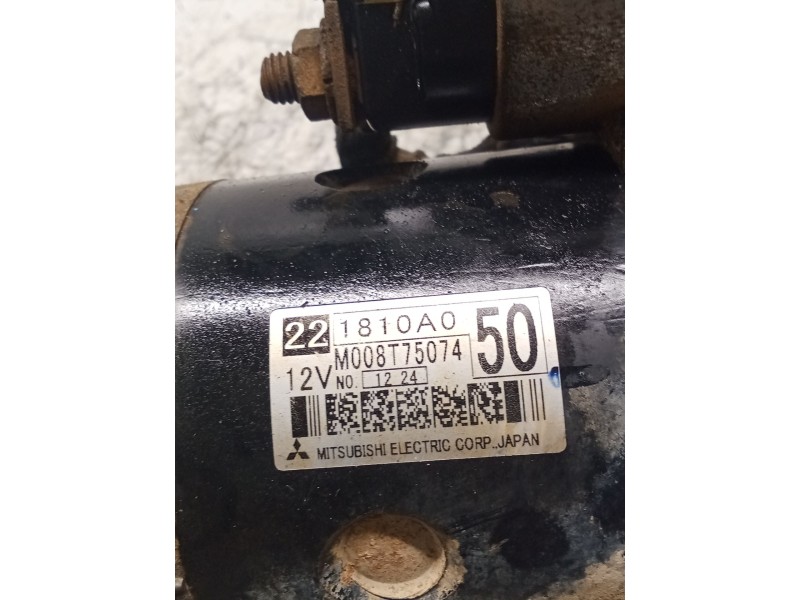 22 1810A0 50
M008T75074
12V NO. 12 24
MITSUBISHI ELECTRIC CORP., JAPAN